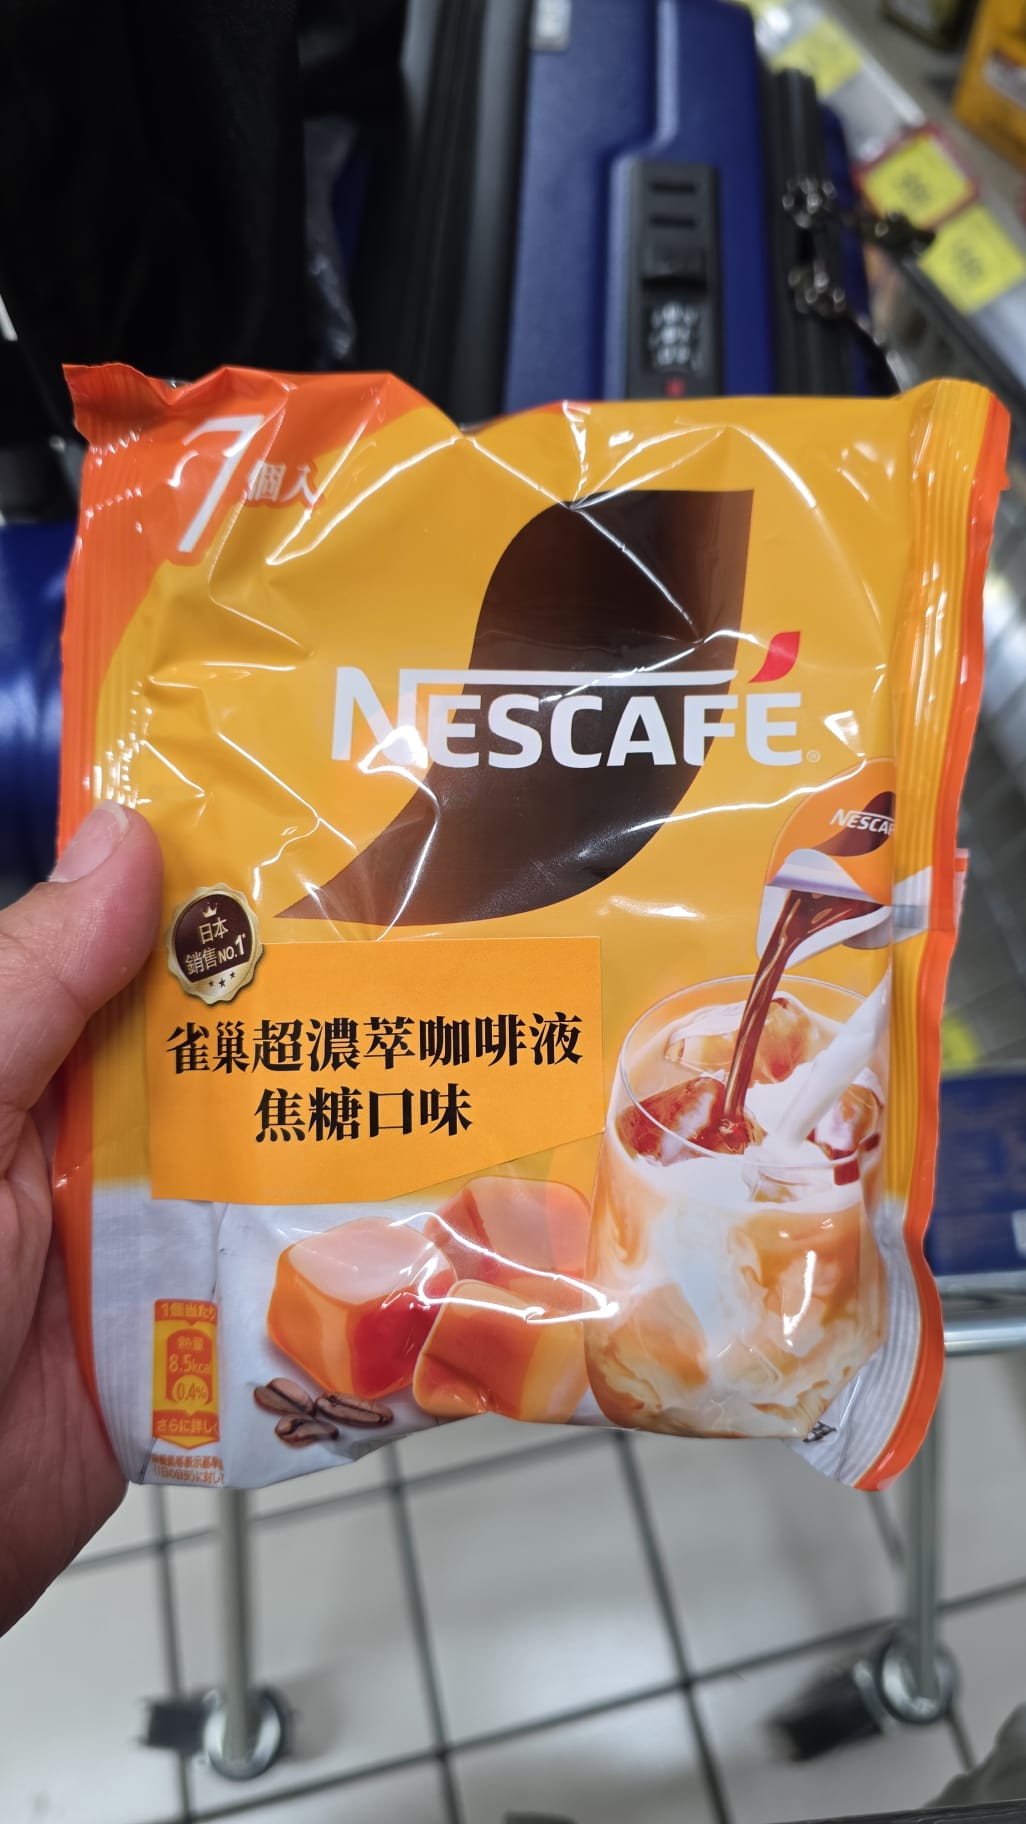 7個入
NESCAFÉ
NESCAFÉ
日本
銷售NO.1
雀巢超濃萃咖啡液
焦糖口味
1個当たり
熱量
8.5kcal
0.4%
さらに詳しく